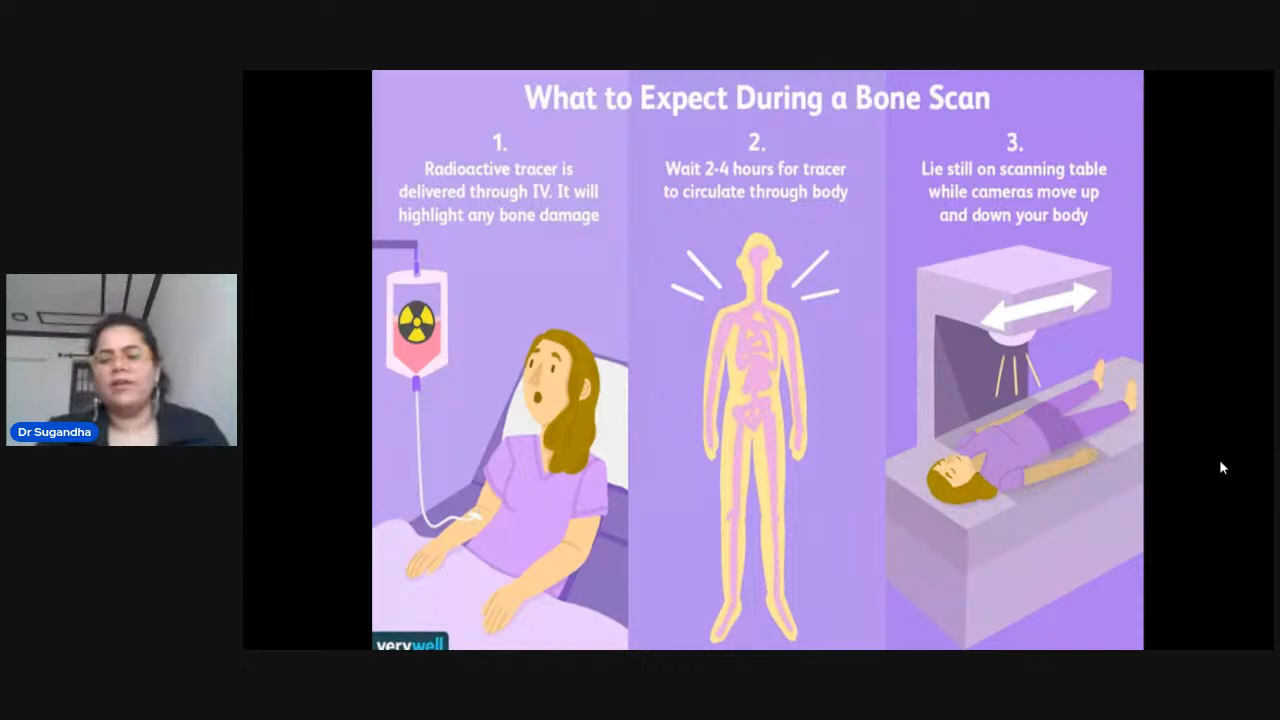 What to Expect During a Bone Scan
1.
Radioactive tracer is
delivered through IV. It will
highlight any bone damage
2.
Wait 2-4 hours for tracer
to circulate through body
3.
Lie still on scanning table
while cameras move up
and down your body
Dr Sugandha
verywell